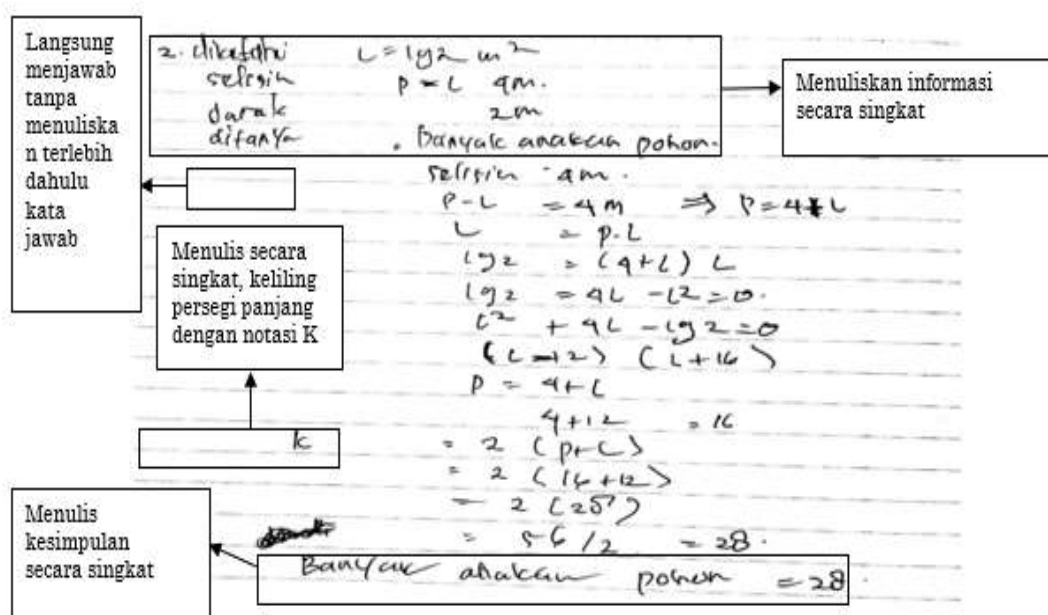 Langsung
menjawab
tanpa
menuliska
n terlebih
dahulu
kata
jawab
2. diketahui L = 192 m²
selisih P - L 4m.
Jarak 2m
ditanya . Banyak anakan pohon.
Menuliskan informasi
secara singkat
selisih 4m.
P-L = 4m ⇒ P=4+L
L = P.L
192 = (4+L) L
192 = 4L - L2=0.
L² + 4L - 192=0
(L-12) (L+16)
P = 4+L
4+12 = 16
Menulis secara
singkat, keliling
persegi panjang
dengan notasi K
k
= 2 (P+L)
= 2 (16+12)
= 2 (28)
= 56/2 = 28.
Menulis
kesimpulan
secara singkat
Banyak anakan pohon = 28.